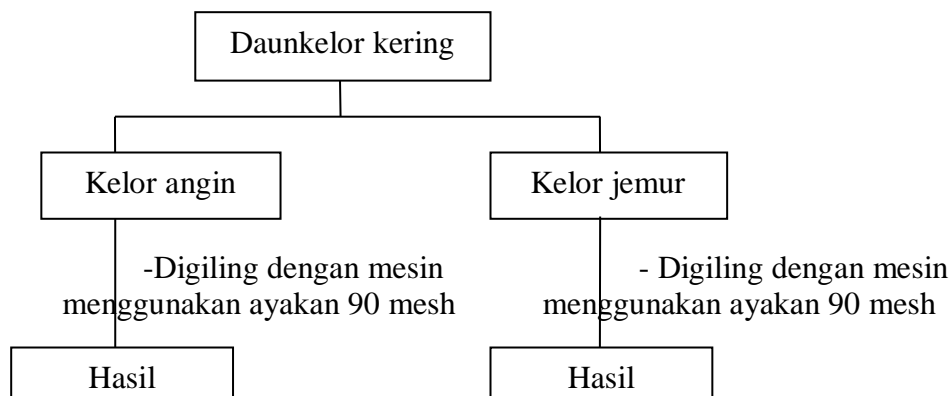 Daunkelor kering
Kelor angin
Kelor jemur
-Digiling dengan mesin
menggunakan ayakan 90 mesh
- Digiling dengan mesin
menggunakan ayakan 90 mesh
Hasil
Hasil